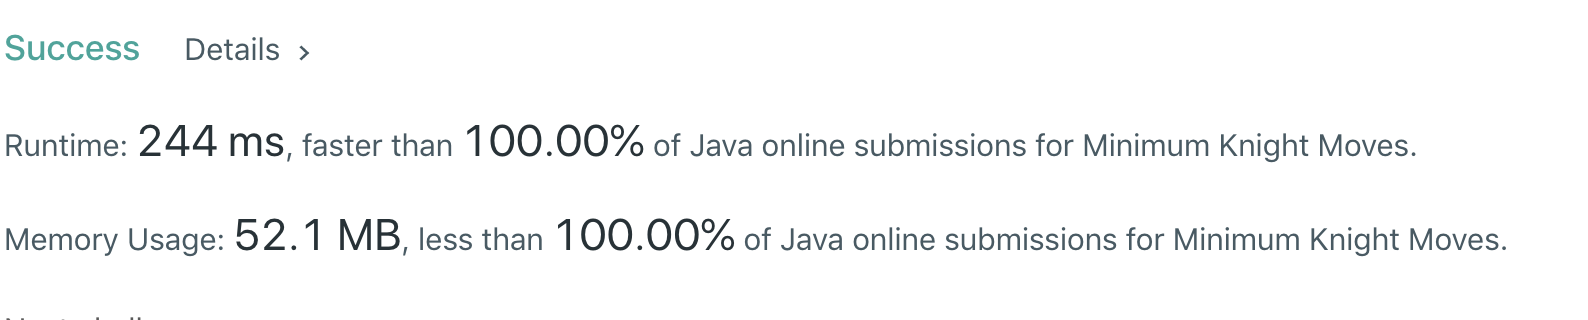 Success Details >
Runtime: 244 ms, faster than 100.00% of Java online submissions for Minimum Knight Moves.
Memory Usage: 52.1 MB, less than 100.00% of Java online submissions for Minimum Knight Moves.